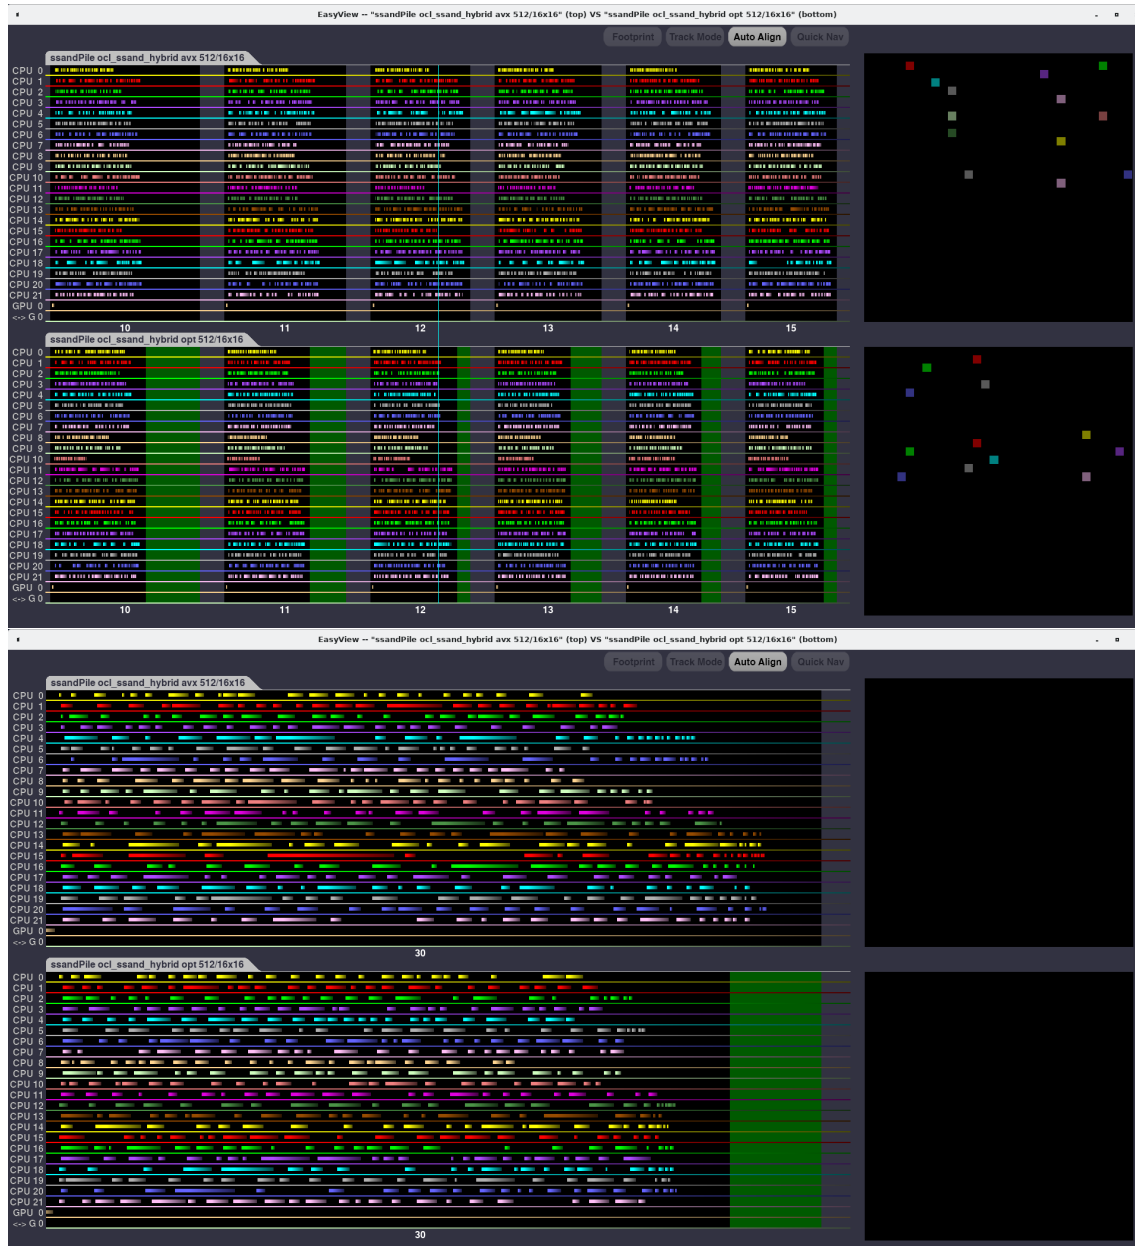 EasyView -- "ssandPile ocl_ssand_hybrid avx 512/16x16" (top) VS "ssandPile ocl_ssand_hybrid opt 512/16x16" (bottom)
Footprint Track Mode Auto Align Quick Nav
ssandPile ocl_ssand_hybrid avx 512/16x16
CPU 0
CPU 1
CPU 2
CPU 3
CPU 4
CPU 5
CPU 6
CPU 7
CPU 8
CPU 9
CPU 10
CPU 11
CPU 12
CPU 13
CPU 14
CPU 15
CPU 16
CPU 17
CPU 18
CPU 19
CPU 20
CPU 21
GPU 0
<-> G 0
10 11 12 13 14 15
ssandPile ocl_ssand_hybrid opt 512/16x16
CPU 0
CPU 1
CPU 2
CPU 3
CPU 4
CPU 5
CPU 6
CPU 7
CPU 8
CPU 9
CPU 10
CPU 11
CPU 12
CPU 13
CPU 14
CPU 15
CPU 16
CPU 17
CPU 18
CPU 19
CPU 20
CPU 21
GPU 0
<-> G 0
10 11 12 13 14 15
EasyView -- "ssandPile ocl_ssand_hybrid avx 512/16x16" (top) VS "ssandPile ocl_ssand_hybrid opt 512/16x16" (bottom)
Footprint Track Mode Auto Align Quick Nav
ssandPile ocl_ssand_hybrid avx 512/16x16
CPU 0
CPU 1
CPU 2
CPU 3
CPU 4
CPU 5
CPU 6
CPU 7
CPU 8
CPU 9
CPU 10
CPU 11
CPU 12
CPU 13
CPU 14
CPU 15
CPU 16
CPU 17
CPU 18
CPU 19
CPU 20
CPU 21
GPU 0
<-> G 0
30
ssandPile ocl_ssand_hybrid opt 512/16x16
CPU 0
CPU 1
CPU 2
CPU 3
CPU 4
CPU 5
CPU 6
CPU 7
CPU 8
CPU 9
CPU 10
CPU 11
CPU 12
CPU 13
CPU 14
CPU 15
CPU 16
CPU 17
CPU 18
CPU 19
CPU 20
CPU 21
GPU 0
<-> G 0
30